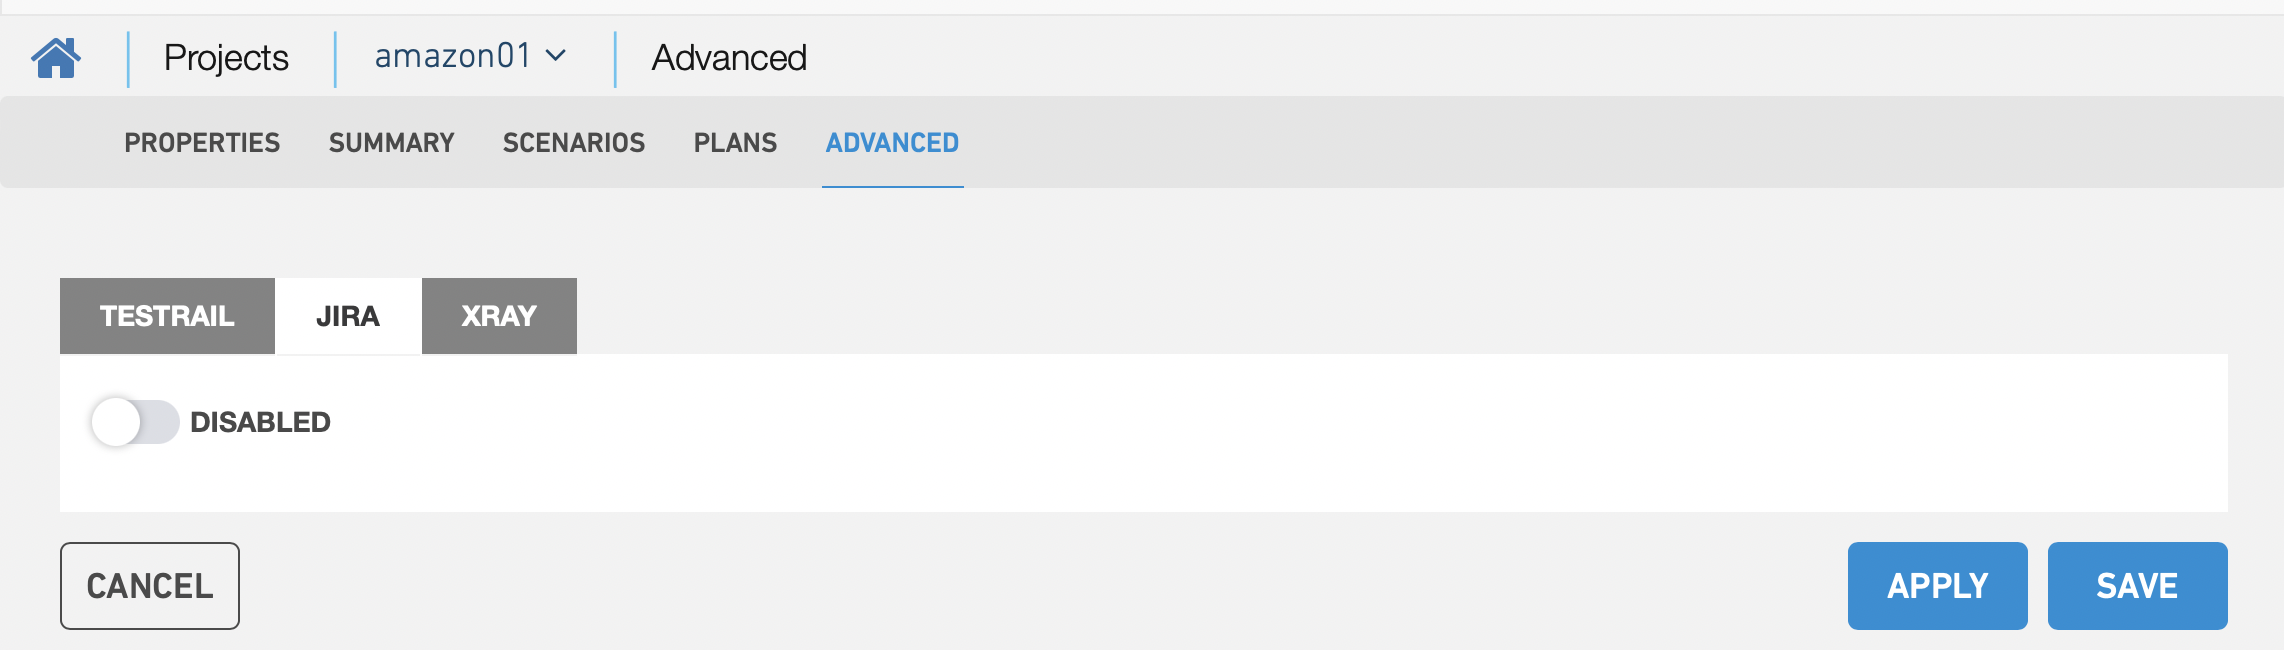 Projects amazon01 Advanced
PROPERTIES SUMMARY SCENARIOS PLANS ADVANCED
TESTRAIL JIRA XRAY
DISABLED
CANCEL APPLY SAVE